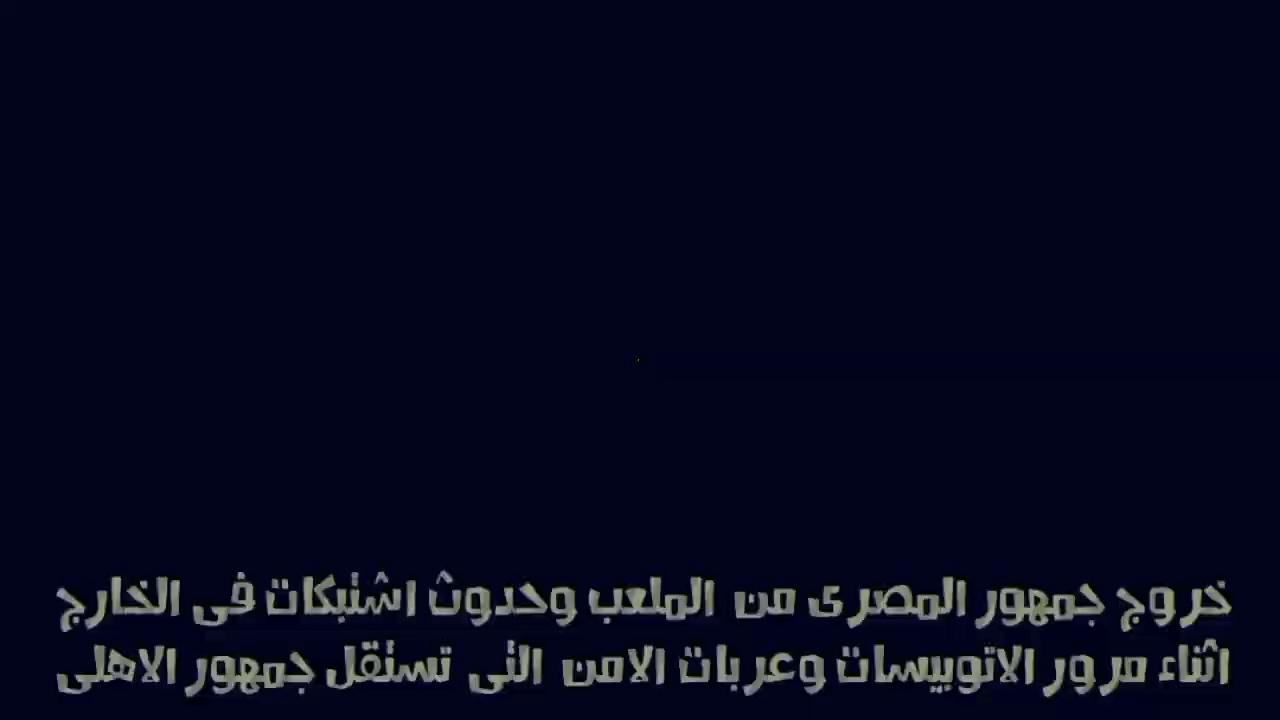 خروج جمهور المصرى من الملعب وحدوث اشتبكات فى الخارج
اثناء مرور الاتوبيسات وعربات الامن التى تستقل جمهور الاهلى